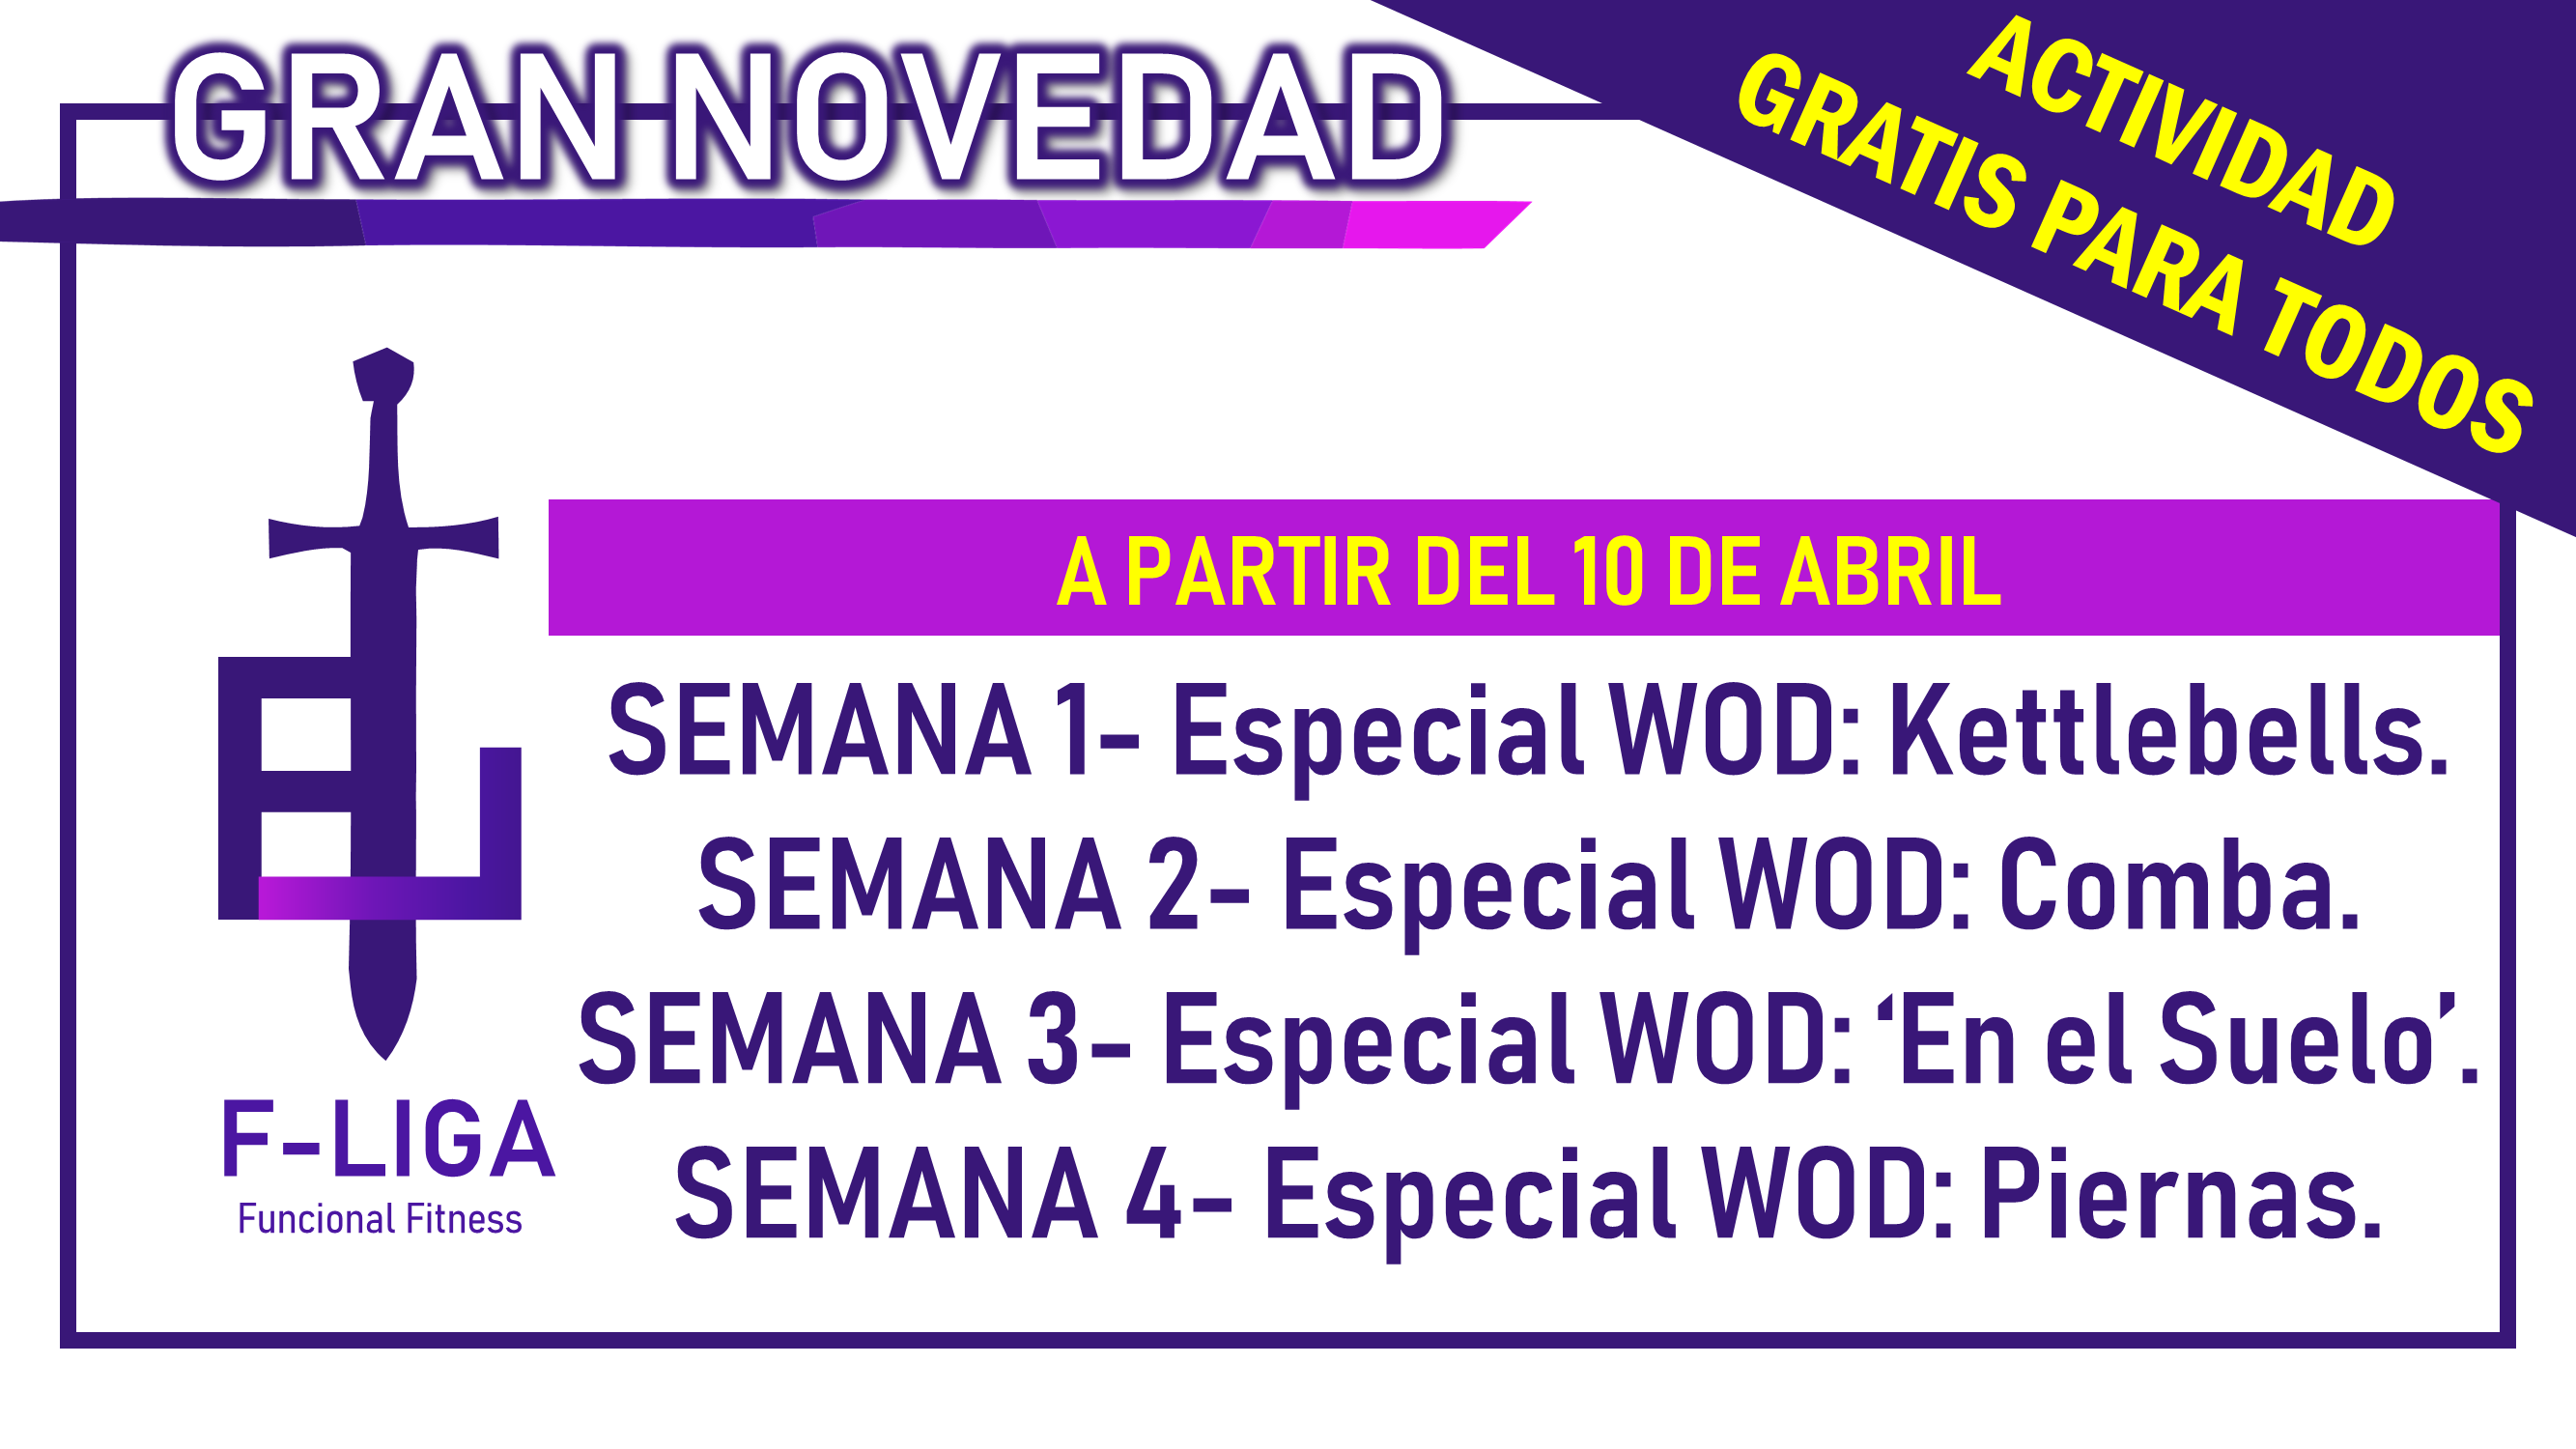 GRAN NOVEDAD
ACTIVIDAD
GRATIS PARA TODOS
A PARTIR DEL 10 DE ABRIL
SEMANA 1- Especial WOD: Kettlebells.
SEMANA 2- Especial WOD: Comba.
SEMANA 3- Especial WOD: ‘En el Suelo’.
SEMANA 4- Especial WOD: Piernas.
F-LIGA
Funcional Fitness